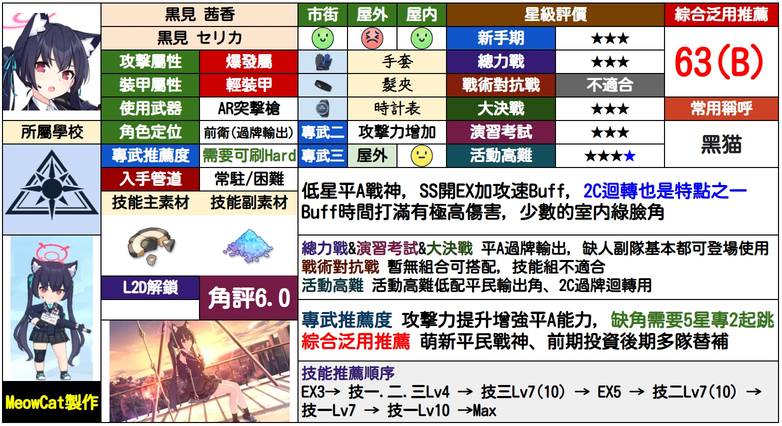 黒見 茜香
黒見 セリカ
市街
屋外
屋內
星級評價
綜合泛用推薦
63(B)
新手期
★★★
攻擊屬性
爆發屬
手套
總力戰
★★★
裝甲屬性
輕裝甲
髮夾
戰術對抗戰
不適合
使用武器
AR突擊槍
時計表
大決戰
★★★
常用稱呼
黑猫
所屬學校
角色定位
前衛(過牌輸出)
專武二
攻擊力增加
演習考試
★★★
專武推薦度
需要可刷Hard
專武三
屋外
活動高難
★★★★
入手管道
常駐/困難
技能主素材
技能副素材
低星平A戰神, SS開EX加攻速Buff, 2C迴轉也是特點之一
Buff時間打滿有極高傷害, 少數的室內綠臉角
總力戰&演習考試&大決戰 平A過牌輸出, 缺人副隊基本都可登場使用
戰術對抗戰 暫無組合可搭配, 技能組不適合
活動高難 活動高難低配平民輸出角、2C過牌迴轉用
L2D解鎖
角評6.0
專武推薦度 攻擊力提升增強平A能力, 缺角需要5星專2起跳
綜合泛用推薦 萌新平民戰神、前期投資後期多隊替補
技能推薦順序
EX3→ 技一.二.三Lv4 → 技三Lv7(10) → EX5 → 技二Lv7(10) →
技一Lv7 → 技一Lv10 →Max
MeowCat製作